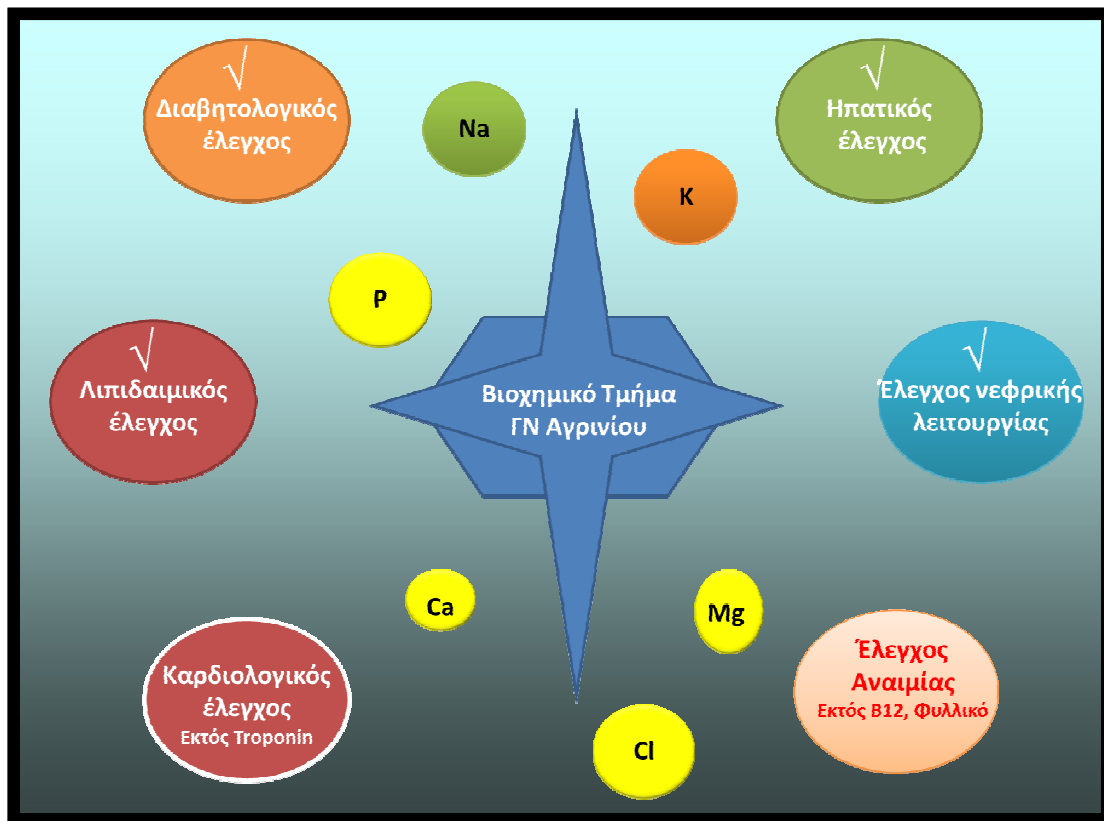 √
Διαβητολογικός
έλεγχος
Na
√
Ηπατικός
έλεγχος
K
P
√
Λιπιδαιμικός
έλεγχος
Βιοχημικό Τμήμα
ΓΝ Αγρινίου
√
Έλεγχος νεφρικής
λειτουργίας
Ca
Mg
Καρδιολογικός
έλεγχος
Εκτός Troponin
Έλεγχος
Αναιμίας
Εκτός B12, Φυλλικό
Cl